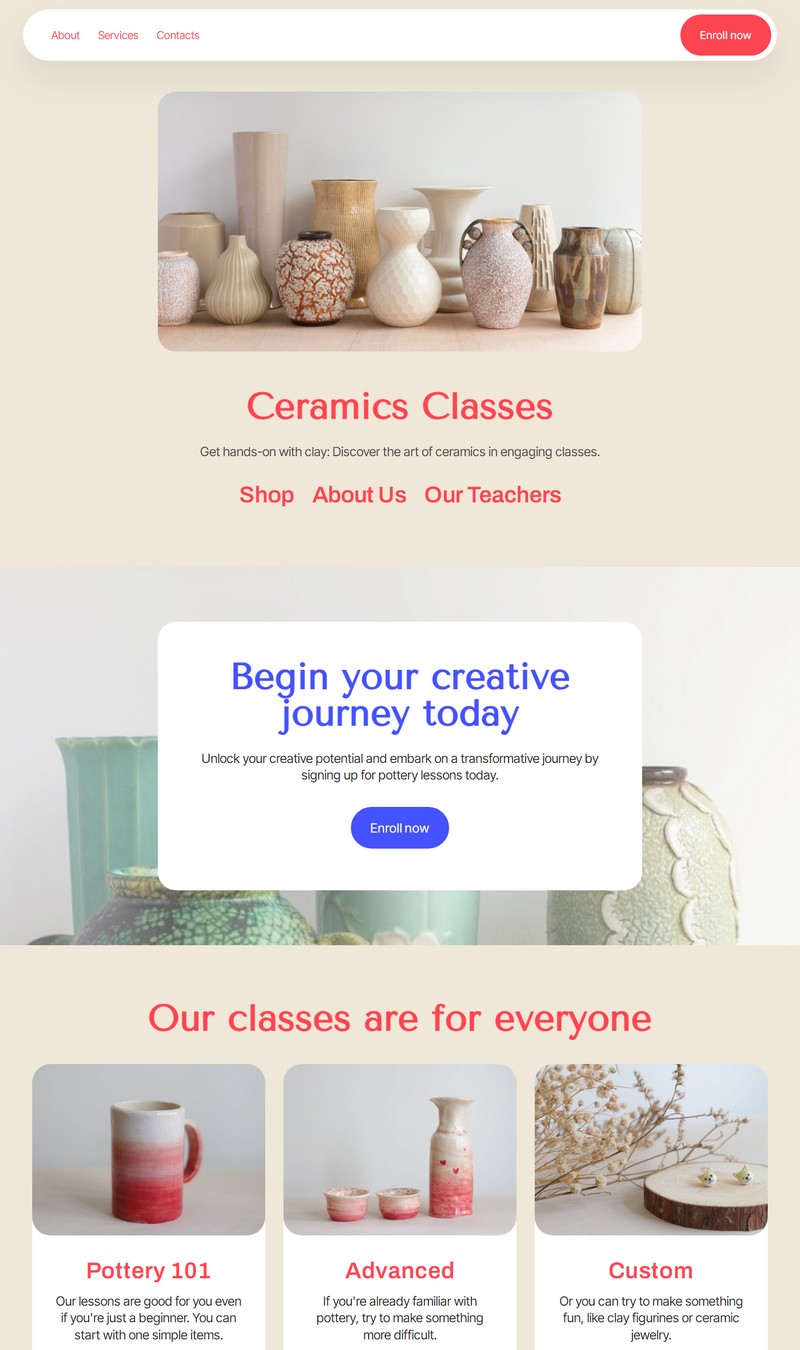 About Services Contacts
Enroll now
Ceramics Classes
Get hands-on with clay: Discover the art of ceramics in engaging classes.
Shop About Us Our Teachers
Begin your creative
journey today
Unlock your creative potential and embark on a transformative journey by
signing up for pottery lessons today.
Enroll now
Our classes are for everyone
Pottery 101
Our lessons are good for you even
if you're just a beginner. You can
start with one simple items.
Advanced
If you're already familiar with
pottery, try to make something
more difficult.
Custom
Or you can try to make something
fun, like clay figurines or ceramic
jewelry.